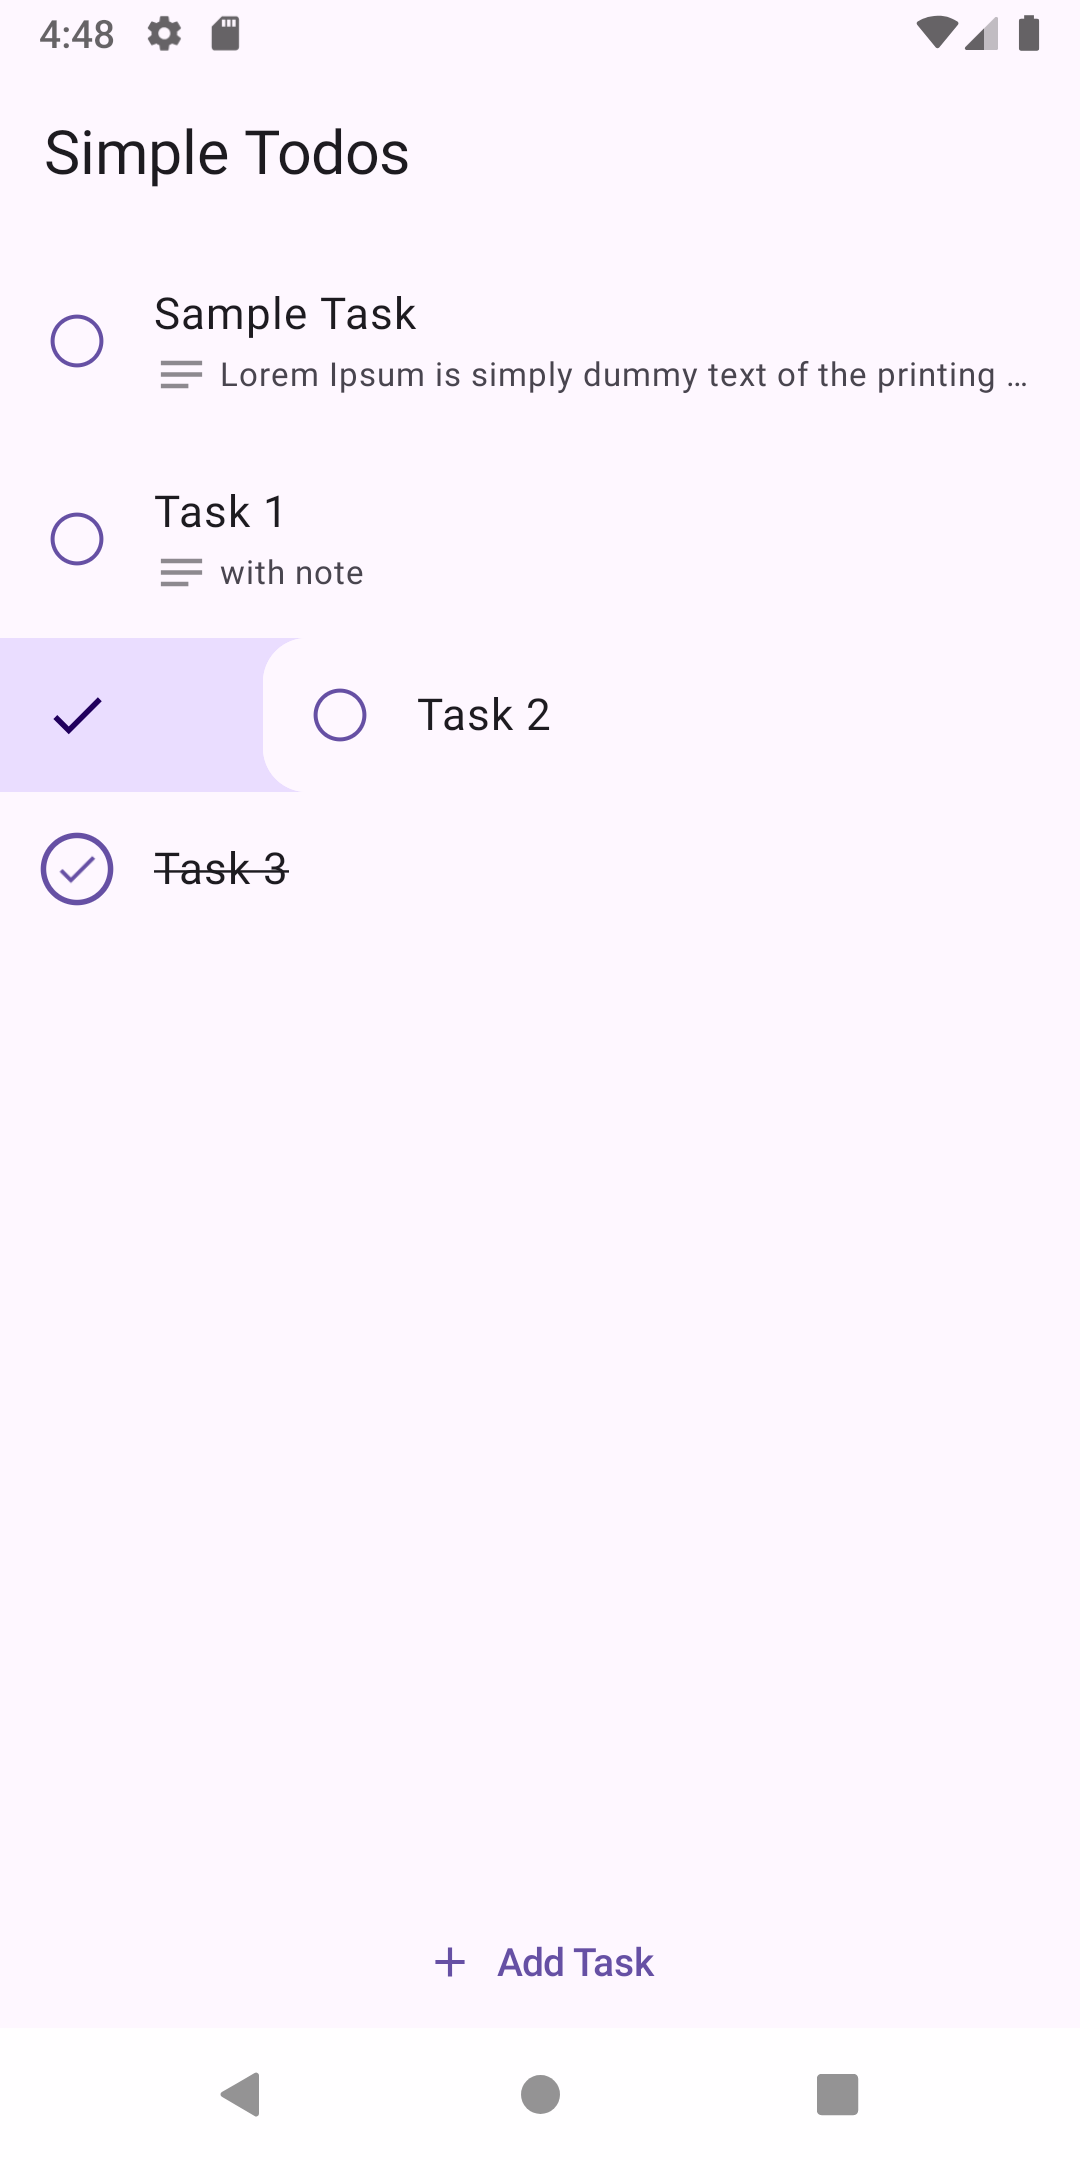 4:48
Simple Todos
Sample Task
Lorem Ipsum is simply dummy text of the printing …
Task 1
with note
Task 2
Task 3
Add Task